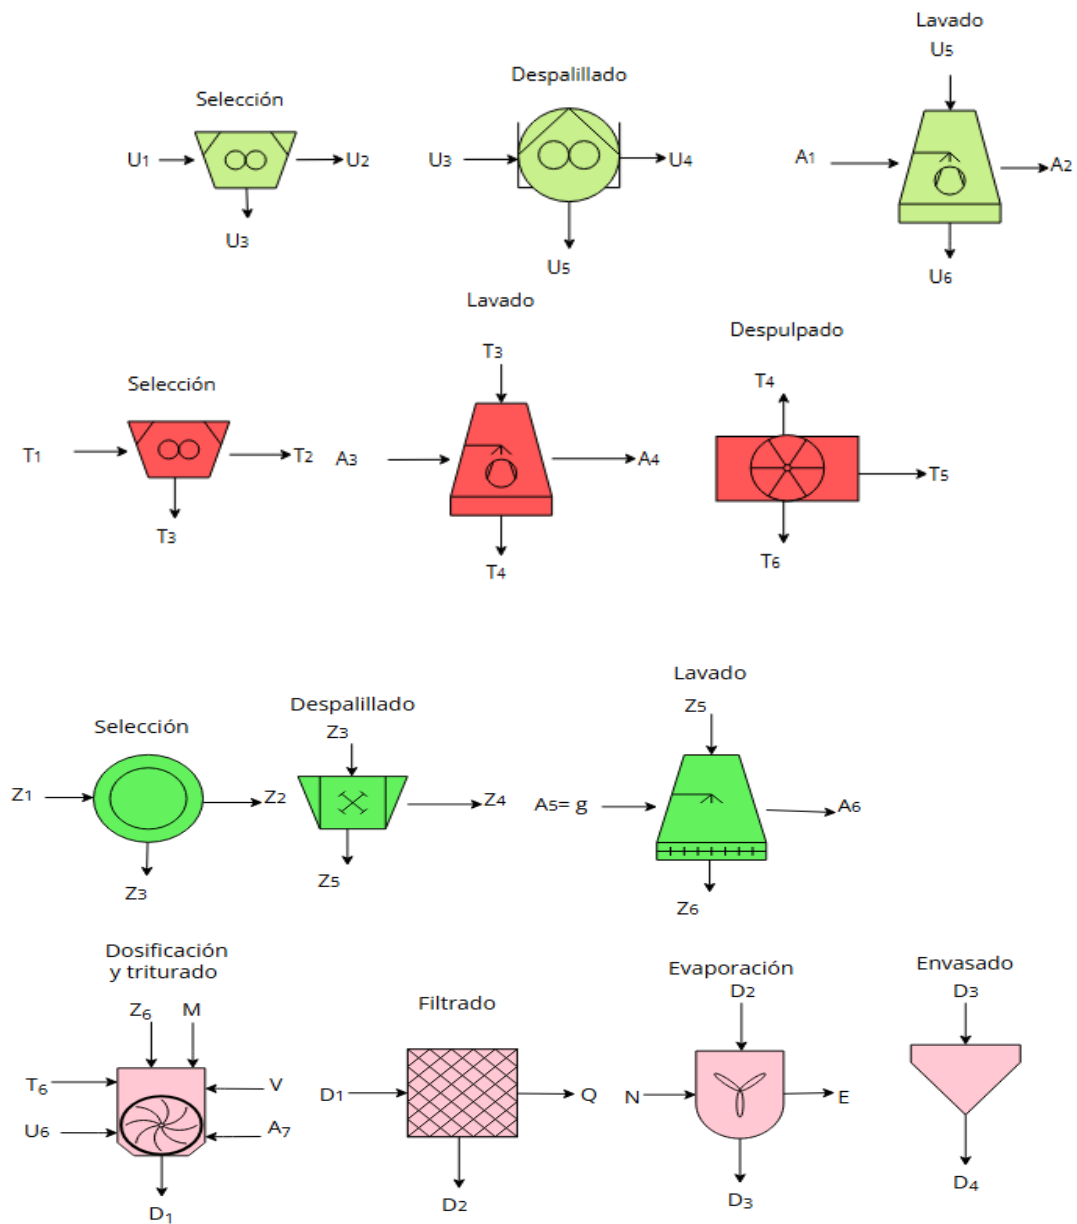 Selección
U1
U2
U3
Despalillado
U3
U4
U5
Lavado
U5
A1
A2
U6
Selección
T1
T2
T3
Lavado
T3
A3
A4
T4
Despulpado
T4
T5
T6
Selección
Z1
Z2
Z3
Despalillado
Z3
Z4
Z5
Lavado
Z5
A5= g
A6
Z6
Dosificación
y triturado
Z6
M
T6
V
U6
A7
D1
Filtrado
D1
Q
D2
Evaporación
D2
N
E
D3
Envasado
D3
D4